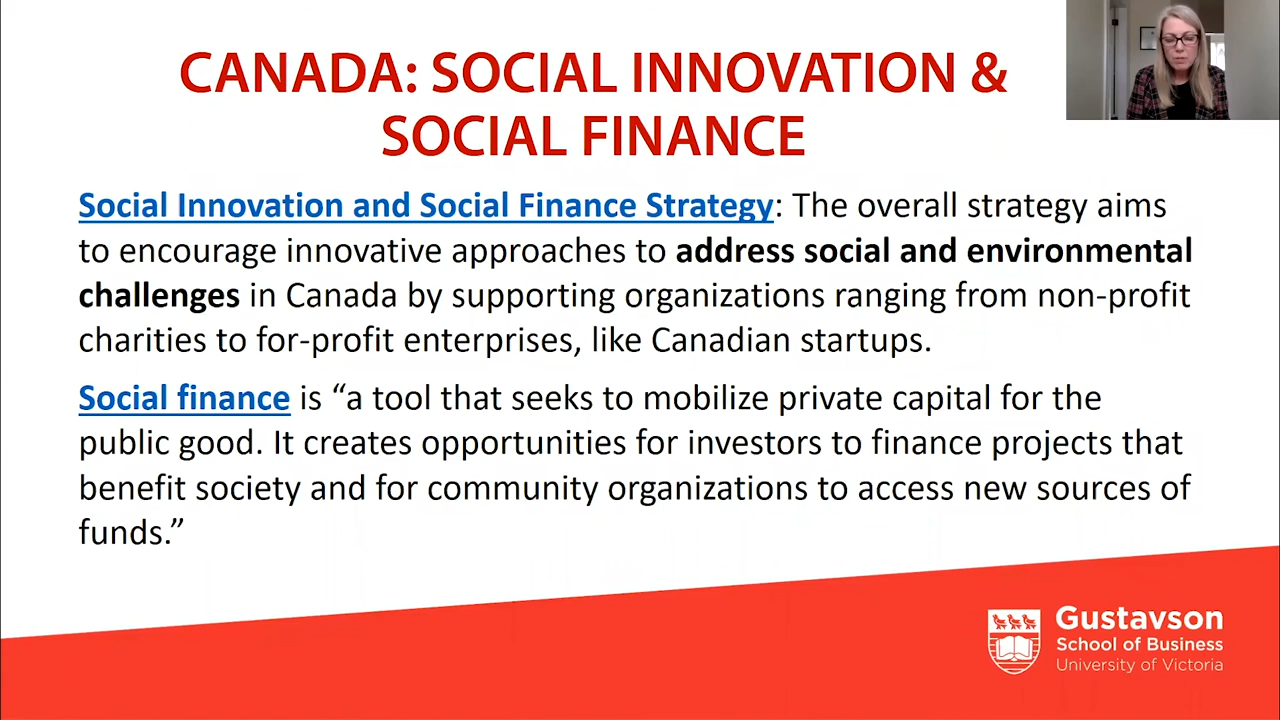 CANADA: SOCIAL INNOVATION &
SOCIAL FINANCE
Social Innovation and Social Finance Strategy: The overall strategy aims
to encourage innovative approaches to address social and environmental
challenges in Canada by supporting organizations ranging from non-profit
charities to for-profit enterprises, like Canadian startups.
Social finance is “a tool that seeks to mobilize private capital for the
public good. It creates opportunities for investors to finance projects that
benefit society and for community organizations to access new sources of
funds.”
Gustavson
School of Business
University of Victoria